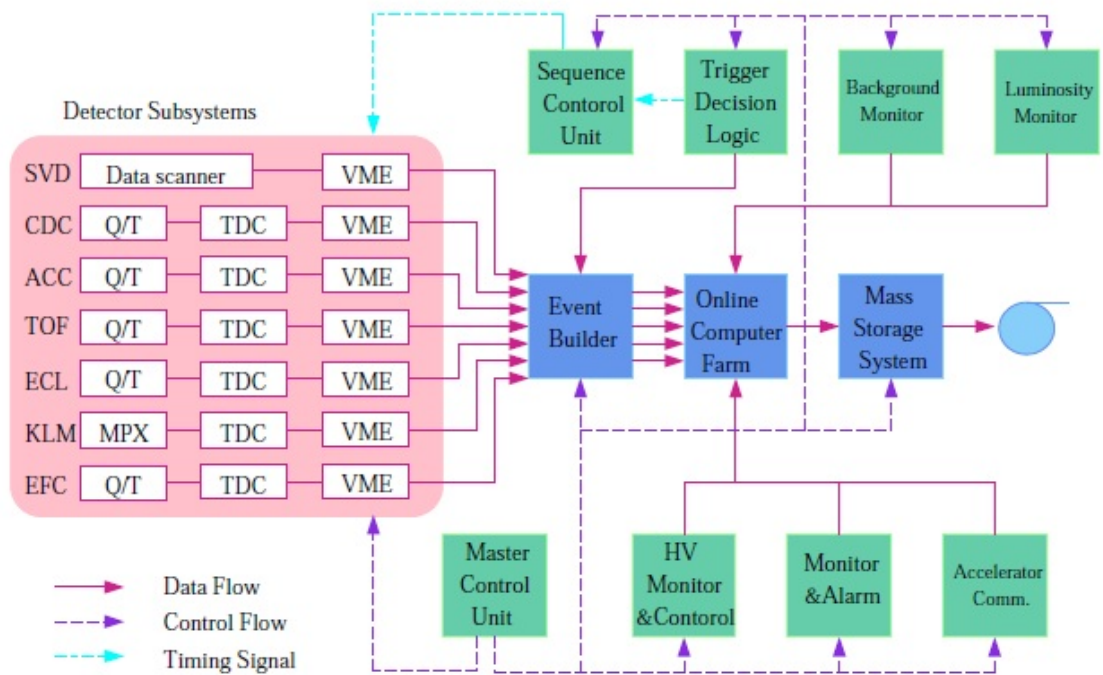 Sequence
Contorol
Unit
Trigger
Decision
Logic
Background
Monitor
Luminosity
Monitor
Detector Subsystems
SVD Data scanner VME
CDC Q/T TDC VME
ACC Q/T TDC VME
TOF Q/T TDC VME
ECL Q/T TDC VME
KLM MPX TDC VME
EFC Q/T TDC VME
Event
Builder
Online
Computer
Farm
Mass
Storage
System
Master
Control
Unit
HV
Monitor
&Contorol
Monitor
&Alarm
Accelerator
Comm.
Data Flow
Control Flow
Timing Signal